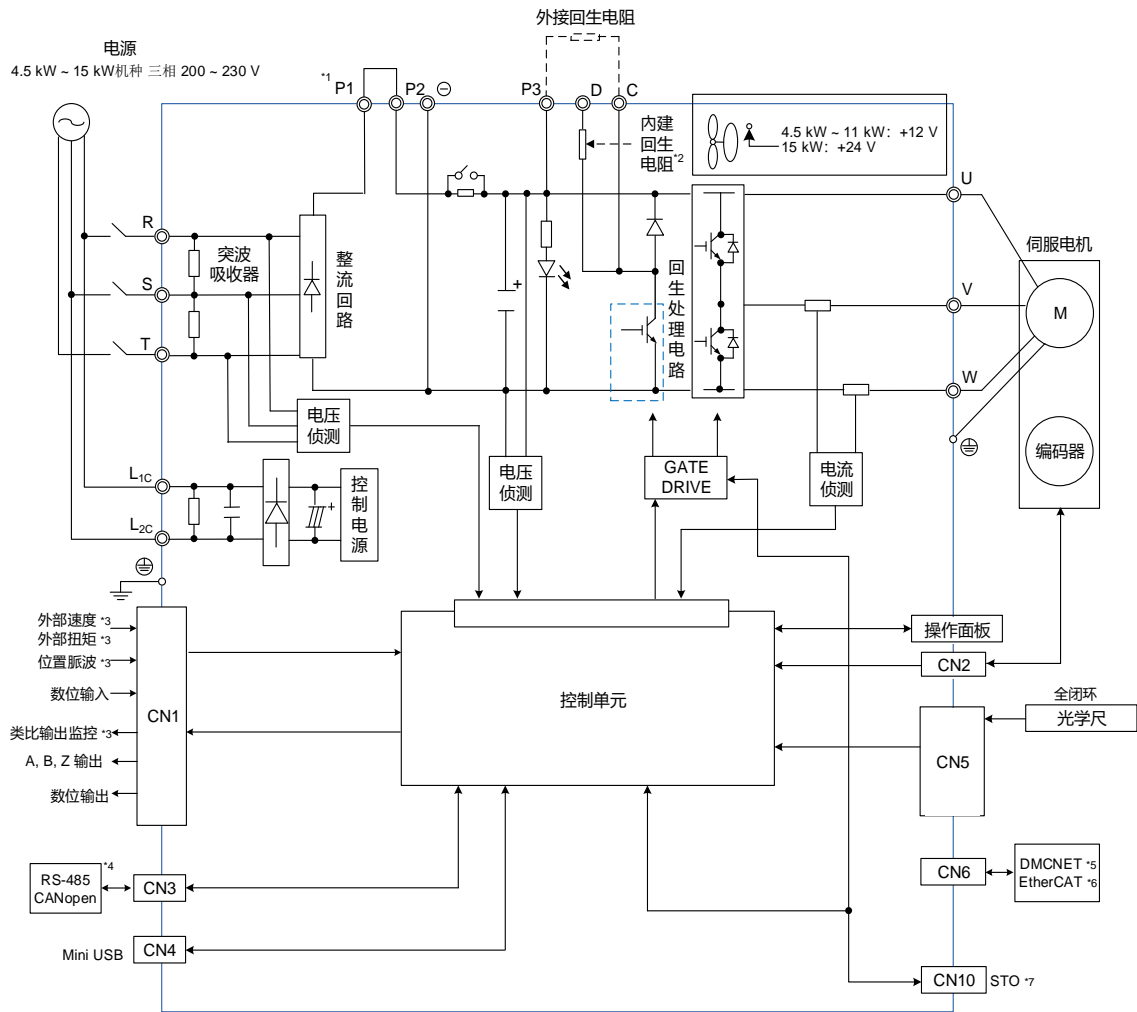 外接回生电阻
电源
4.5 kW ~ 15 kW机种 三相 200 ~ 230 V
*1 P1
P2
⊖
P3
D
C
内建
回生
电阻*2
4.5 kW ~ 11 kW: +12 V
15 kW: +24 V
R
S
T
突波
吸收器
整流回路
+
回生处理电路
U
V
W
伺服电机
M
编码器
电压
侦测
电压
侦测
GATE
DRIVE
电流
侦测
L1C
L2C
+
控制电源
外部速度 *3
外部扭矩 *3
位置脉波 *3
数位输入
类比输出监控 *3
A, B, Z 输出
数位输出
CN1
控制单元
操作面板
CN2
全闭环
光学尺
CN5
CN6
DMCNET *5
EtherCAT *6
*4
RS-485
CANopen
CN3
Mini USB
CN4
CN10
STO *7